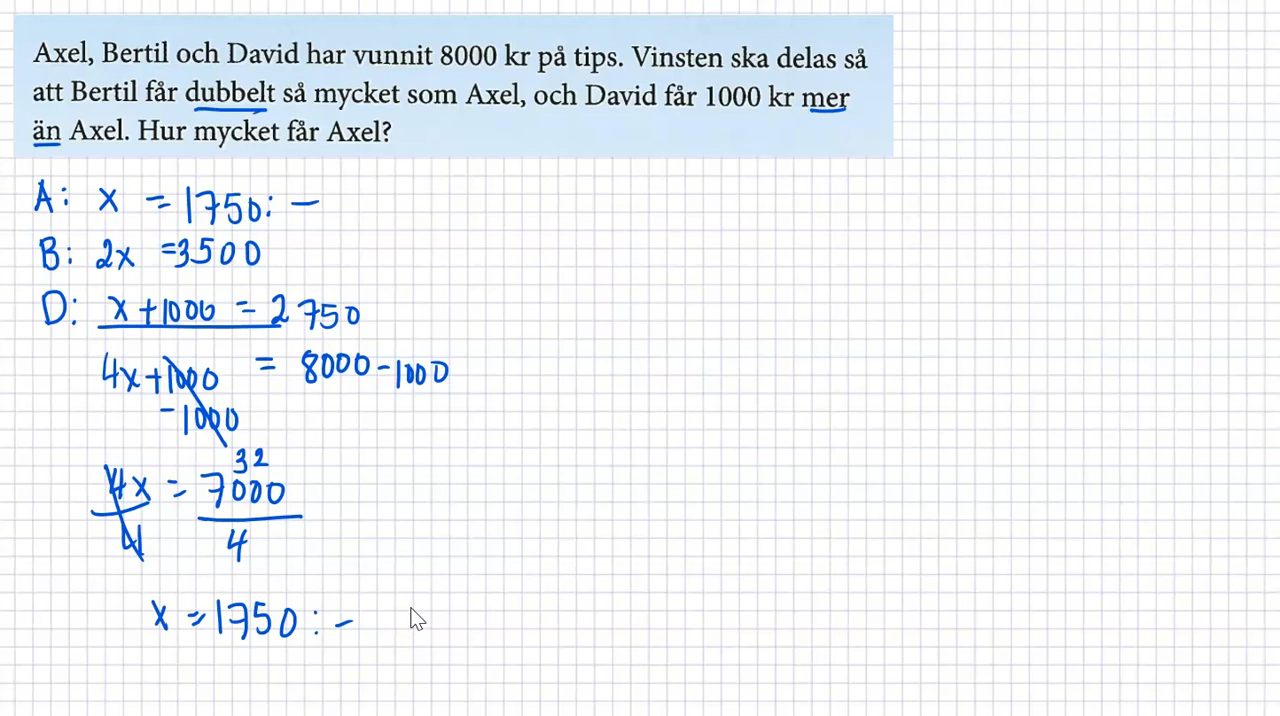 Axel, Bertil och David har vunnit 8000 kr på tips. Vinsten ska delas så
att Bertil får dubbelt så mycket som Axel, och David får 1000 kr mer
än Axel. Hur mycket får Axel?
A: x = 1750:-
B: 2x =3500
D: x+1000 = 2750
4x+1000 = 8000-1000
-1000
32
4x = 7000
4 4
x = 1750:-